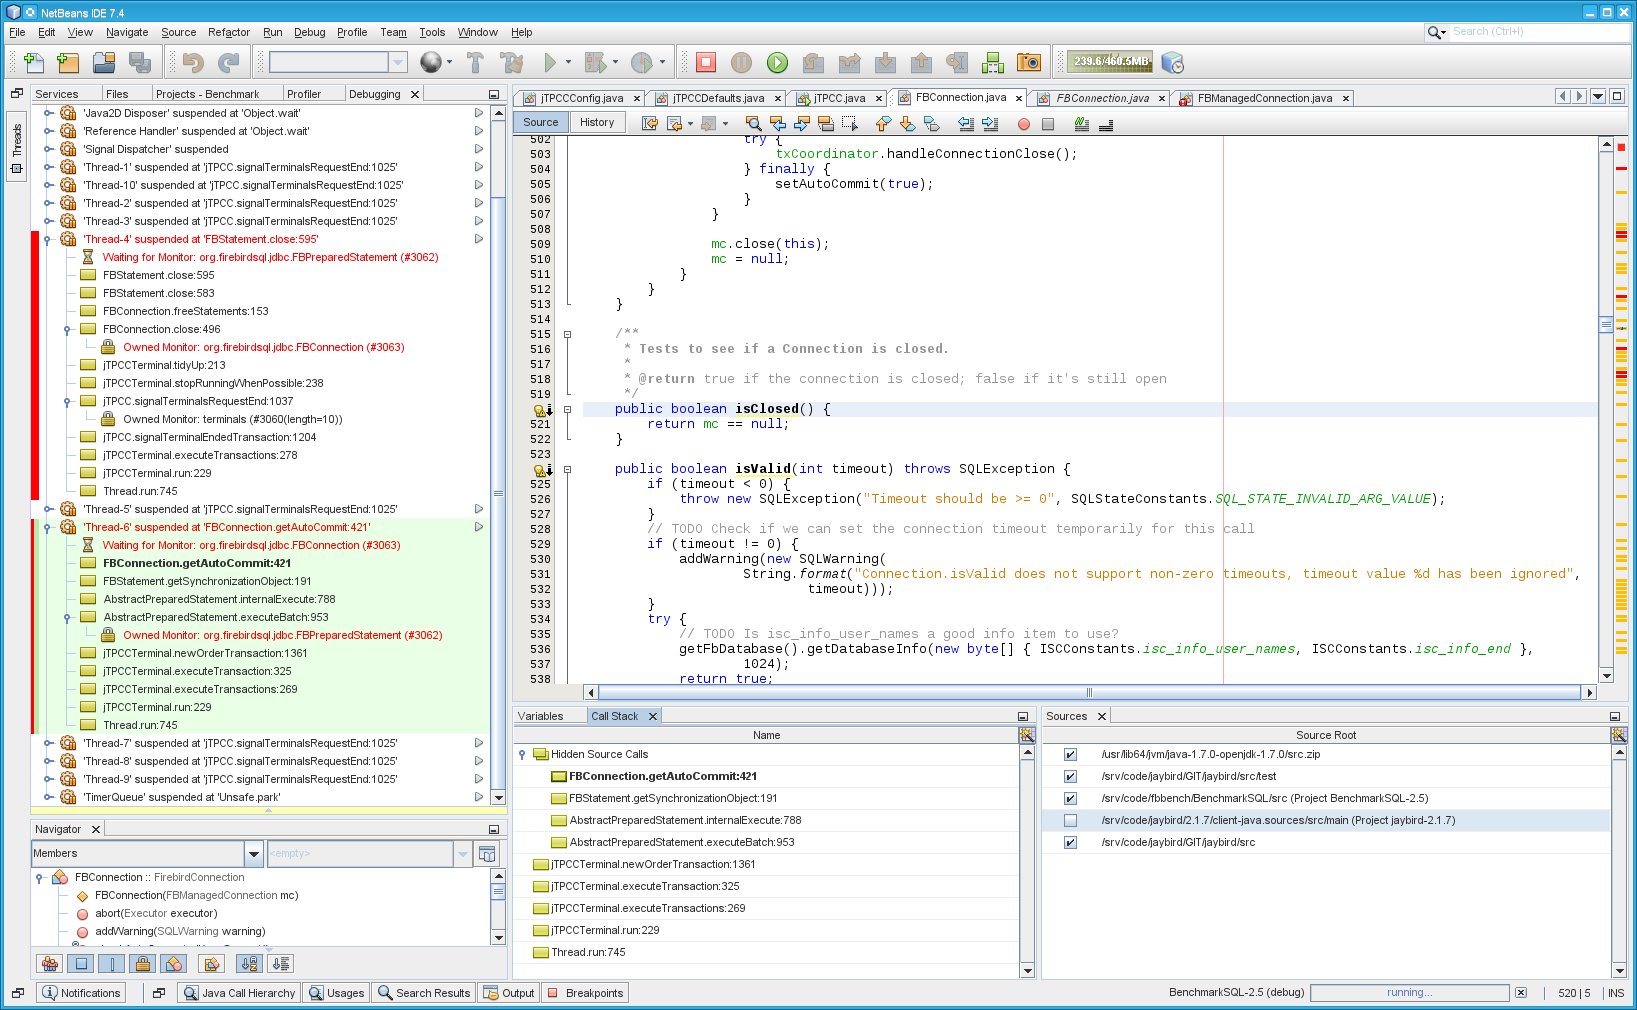 NetBeans IDE 7.4
File Edit View Navigate Source Refactor Run Debug Profile Team Tools Window Help
Search (Ctrl+I)
239.6/460.5MB
Services Files Projects - Benchmark Profiler Debugging
Threads
'Java2D Disposer' suspended at 'Object.wait'
'Reference Handler' suspended at 'Object.wait'
'Signal Dispatcher' suspended
'Thread-1' suspended at 'jTPCC.signalTerminalsRequestEnd:1025'
'Thread-10' suspended at 'jTPCC.signalTerminalsRequestEnd:1025'
'Thread-2' suspended at 'jTPCC.signalTerminalsRequestEnd:1025'
'Thread-3' suspended at 'jTPCC.signalTerminalsRequestEnd:1025'
'Thread-4' suspended at 'FBStatement.close:595'
Waiting for Monitor: org.firebirdsql.jdbc.FBPreparedStatement (#3062)
FBStatement.close:595
FBStatement.close:583
FBConnection.freeStatements:153
FBConnection.close:496
Owned Monitor: org.firebirdsql.jdbc.FBConnection (#3063)
jTPCCTerminal.tidyUp:213
jTPCCTerminal.stopRunningWhenPossible:238
jTPCC.signalTerminalsRequestEnd:1037
Owned Monitor: terminals (#3060(length=10))
jTPCC.signalTerminalEndedTransaction:1204
jTPCCTerminal.executeTransactions:278
jTPCCTerminal.run:229
Thread.run:745
'Thread-5' suspended at 'jTPCC.signalTerminalsRequestEnd:1025'
'Thread-6' suspended at 'FBConnection.getAutoCommit:421'
Waiting for Monitor: org.firebirdsql.jdbc.FBConnection (#3063)
FBConnection.getAutoCommit:421
FBStatement.getSynchronizationObject:191
AbstractPreparedStatement.internalExecute:788
AbstractPreparedStatement.executeBatch:953
Owned Monitor: org.firebirdsql.jdbc.FBPreparedStatement (#3062)
jTPCCTerminal.newOrderTransaction:1361
jTPCCTerminal.executeTransaction:325
jTPCCTerminal.executeTransactions:269
jTPCCTerminal.run:229
Thread.run:745
'Thread-7' suspended at 'jTPCC.signalTerminalsRequestEnd:1025'
'Thread-8' suspended at 'jTPCC.signalTerminalsRequestEnd:1025'
'Thread-9' suspended at 'jTPCC.signalTerminalsRequestEnd:1025'
'TimerQueue' suspended at 'Unsafe.park'
Navigator
Members
<empty>
FBConnection :: FirebirdConnection
FBConnection(FBManagedConnection mc)
abort(Executor executor)
addWarning(SQLWarning warning)
jTPCCConfig.java jTPCCDefaults.java jTPCC.java FBConnection.java FBConnection.java FBManagedConnection.java
Source History
502 try {
503 txCoordinator.handleConnectionClose();
504 } finally {
505 setAutoCommit(true);
506 }
507 }
508
509 mc.close(this);
510 mc = null;
511 }
512 }
513 }
514
515 /**
516 * Tests to see if a Connection is closed.
517 *
518 * @return true if the connection is closed; false if it's still open
519 */
public boolean isClosed() {
521 return mc == null;
522 }
523
public boolean isValid(int timeout) throws SQLException {
525 if (timeout < 0) {
526 throw new SQLException("Timeout should be >= 0", SQLStateConstants.SQL_STATE_INVALID_ARG_VALUE);
527 }
528 // TODO Check if we can set the connection timeout temporarily for this call
529 if (timeout != 0) {
530 addWarning(new SQLWarning(
531 String.format("Connection.isValid does not support non-zero timeouts, timeout value %d has been ignored",
532 timeout)));
533 }
534 try {
535 // TODO Is isc_info_user_names a good info item to use?
536 getFbDatabase().getDatabaseInfo(new byte[] { ISCConstants.isc_info_user_names, ISCConstants.isc_info_end },
537 1024);
538 return true;
Variables Call Stack
Name
Hidden Source Calls
FBConnection.getAutoCommit:421
FBStatement.getSynchronizationObject:191
AbstractPreparedStatement.internalExecute:788
AbstractPreparedStatement.executeBatch:953
jTPCCTerminal.newOrderTransaction:1361
jTPCCTerminal.executeTransaction:325
jTPCCTerminal.executeTransactions:269
jTPCCTerminal.run:229
Thread.run:745
Sources
Source Root
/usr/lib64/jvm/java-1.7.0-openjdk-1.7.0/src.zip
/srv/code/jaybird/GIT/jaybird/src/test
/srv/code/fbbench/BenchmarkSQL/src (Project BenchmarkSQL-2.5)
/srv/code/jaybird/2.1.7/client-java.sources/src/main (Project jaybird-2.1.7)
/srv/code/jaybird/GIT/jaybird/src
Notifications Java Call Hierarchy Usages Search Results Output Breakpoints
BenchmarkSQL-2.5 (debug) running... 520|5 INS